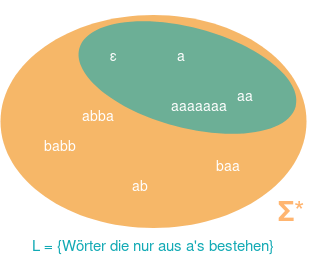 ε a
aa
aaaaaaa
abba
babb
baa
ab
Σ*
L = {Wörter die nur aus a's bestehen}